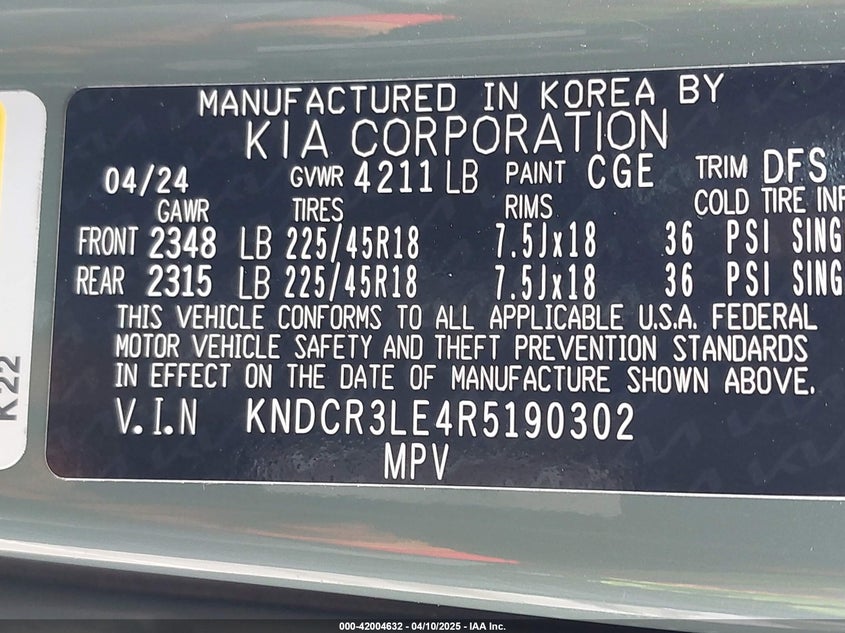 MANUFACTURED IN KOREA BY
KIA CORPORATION
04/24 GVWR 4211 LB PAINT CGE TRIM DFS
GAWR TIRES RIMS COLD TIRE INF
FRONT 2348 LB 225/45R18 7.5Jx18 36 PSI SING
REAR 2315 LB 225/45R18 7.5Jx18 36 PSI SING
THIS VEHICLE CONFORMS TO ALL APPLICABLE U.S.A. FEDERAL
MOTOR VEHICLE SAFETY AND THEFT PREVENTION STANDARDS
IN EFFECT ON THE DATE OF MANUFACTURE SHOWN ABOVE.
V.I.N KNDCR3LE4R5190302
MPV
K22
000-42004632 - 04/10/2025 - IAA Inc.